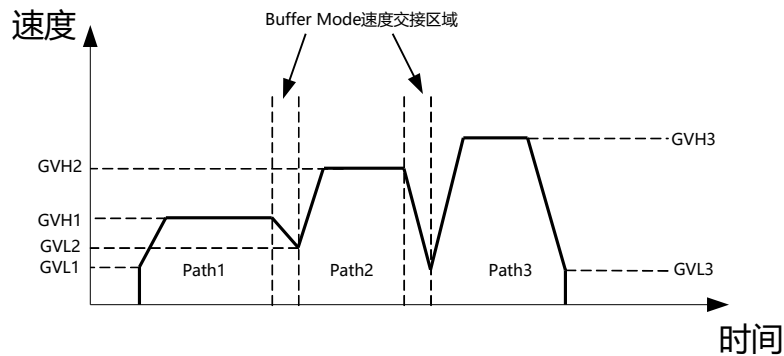 Buffer Mode速度交接区域
速度
GVH3
GVH2
GVH1
GVL2
GVL1
Path1
Path2
Path3
GVL3
时间